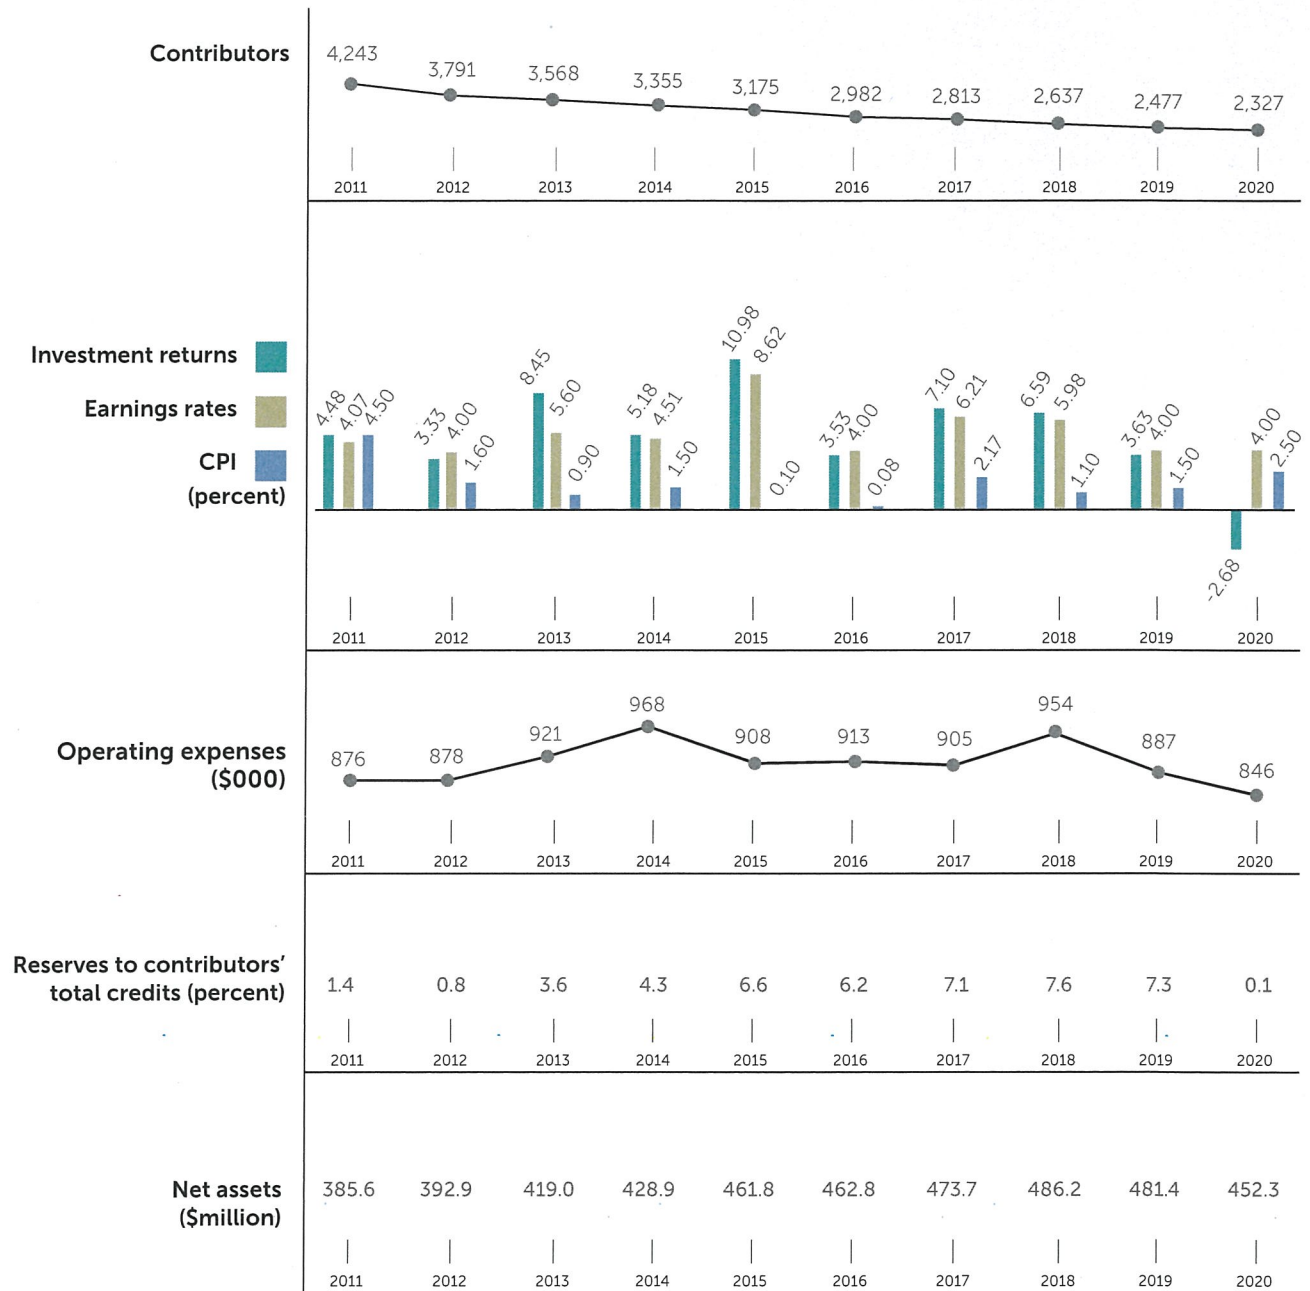 Contributors
4,243 3,791 3,568 3,355 3,175 2,982 2,813 2,637 2,477 2,327
2011 2012 2013 2014 2015 2016 2017 2018 2019 2020
Investment returns
Earnings rates
CPI
(percent)
4.48 4.07 4.50 3.33 4.00 1.60 8.45 5.60 0.90 5.18 4.51 1.50 10.98 8.62 0.10 3.53 4.00 0.08 7.10 6.21 2.17 6.59 5.98 1.10 3.63 4.00 1.50 -2.68 4.00 2.50
2011 2012 2013 2014 2015 2016 2017 2018 2019 2020
Operating expenses
($000)
876 878 921 968 908 913 905 954 887 846
2011 2012 2013 2014 2015 2016 2017 2018 2019 2020
Reserves to contributors’
total credits (percent)
1.4 0.8 3.6 4.3 6.6 6.2 7.1 7.6 7.3 0.1
2011 2012 2013 2014 2015 2016 2017 2018 2019 2020
Net assets
($million)
385.6 392.9 419.0 428.9 461.8 462.8 473.7 486.2 481.4 452.3
2011 2012 2013 2014 2015 2016 2017 2018 2019 2020